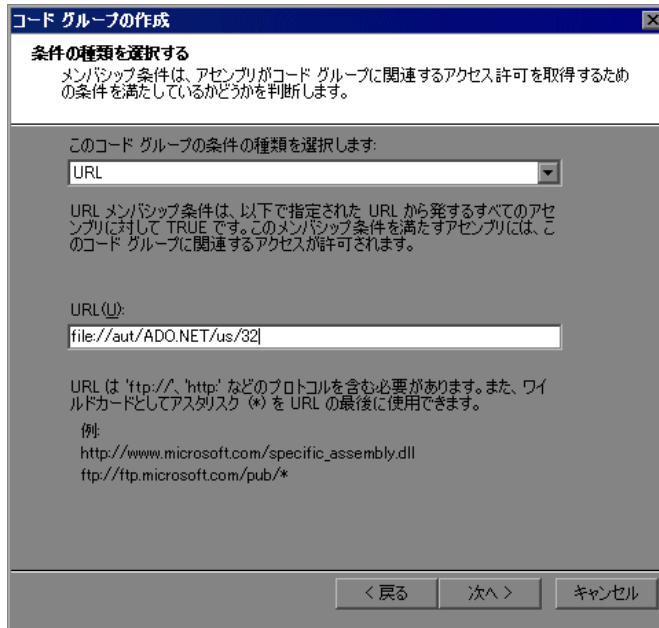 コード グループの作成
条件の種類を選択する
メンバシップ条件は、アセンブリがコード グループに関連するアクセス許可を取得するため
の条件を満たしているかどうかを判断します。
このコード グループの条件の種類を選択します:
URL
URL メンバシップ条件は、以下で指定された URL から発するすべてのアセ
ンブリに対して TRUE です。このメンバシップ条件を満たすアセンブリには、こ
のコード グループに関連するアクセスが許可されます。
URL(U):
file://aut/ADO.NET/us/32
URL は 'ftp://'、'http:' などのプロトコルを含む必要があります。また、ワイ
ルドカードとしてアスタリスク (*) を URL の最後に使用できます。
例:
http://www.microsoft.com/specific_assembly.dll
ftp://ftp.microsoft.com/pub/*
< 戻る
次へ >
キャンセル